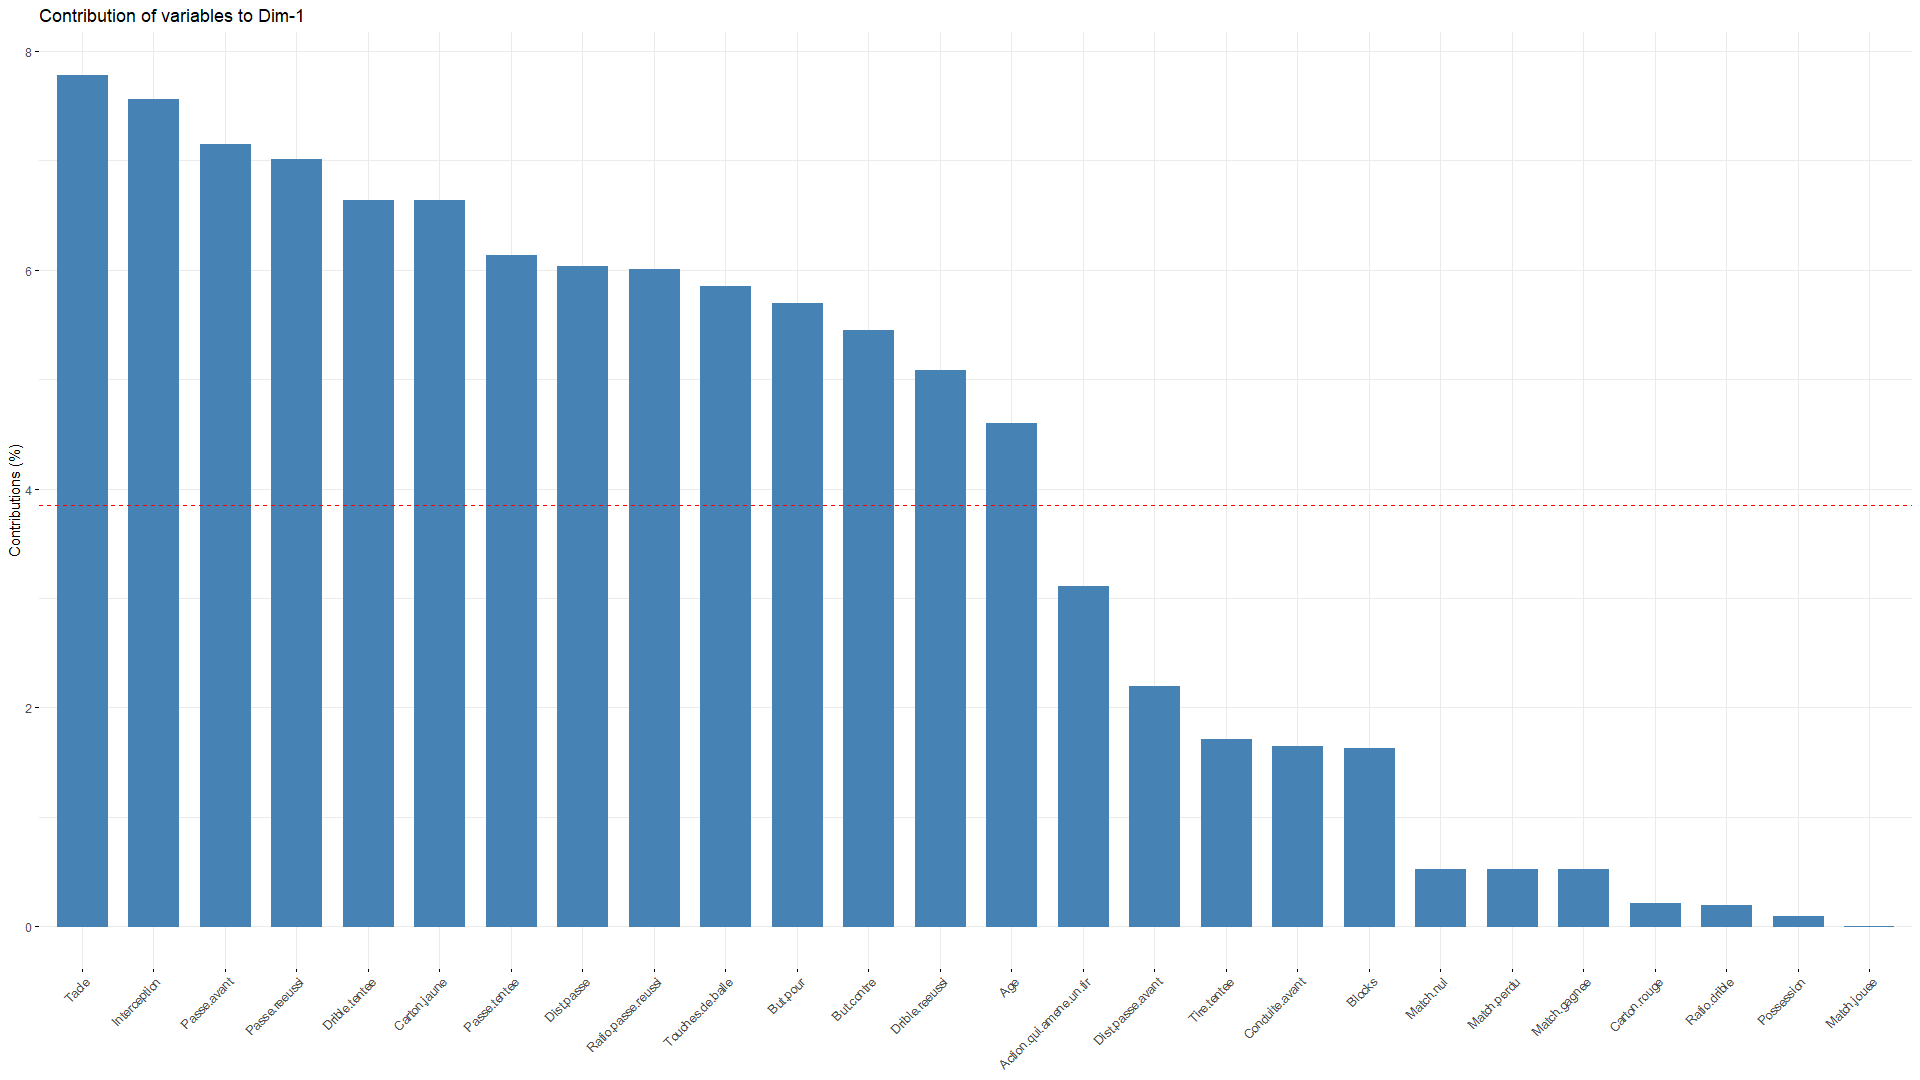 Contribution of variables to Dim-1
Contributions (%)
8
6
4
2
0
Tacle
Interception
Passe.avant
Passe.reeussi
Drible.tentee
Carton.jaune
Passe.tentee
Dist.passe
Ratio.passe.reussi
Touches.de.balle
But.pour
But.contre
Drible.reeussi
Age
Action.qui.amene.un.tir
Dist.passe.avant
Tire.tentee
Conduite.avant
Blocks
Match.nul
Match.perdu
Match.gagnee
Carton.rouge
Ratio.drible
Possession
Match.jouee